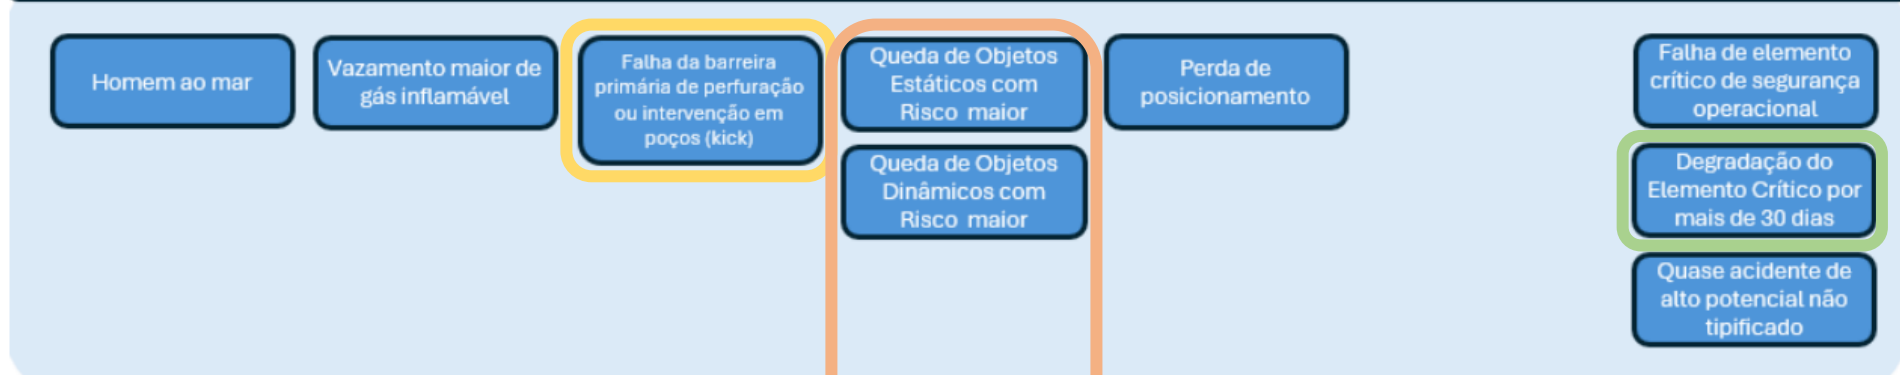 Homem ao mar
Vazamento maior de
gás inflamável
Falha da barreira
primária de perfuração
ou intervenção em
poços (kick)
Queda de Objetos
Estáticos com
Risco maior
Queda de Objetos
Dinâmicos com
Risco maior
Perda de
posicionamento
Falha de elemento
crítico de segurança
operacional
Degradação do
Elemento Crítico por
mais de 30 dias
Quase acidente de
alto potencial não
tipificado